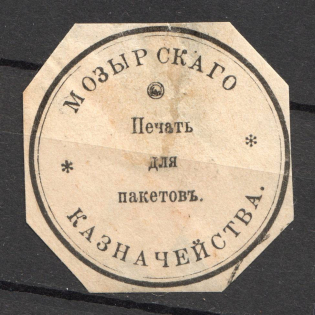 МОЗЫРСКАГО
Печать
для
пакетовъ.
КАЗНАЧЕЙСТВА.